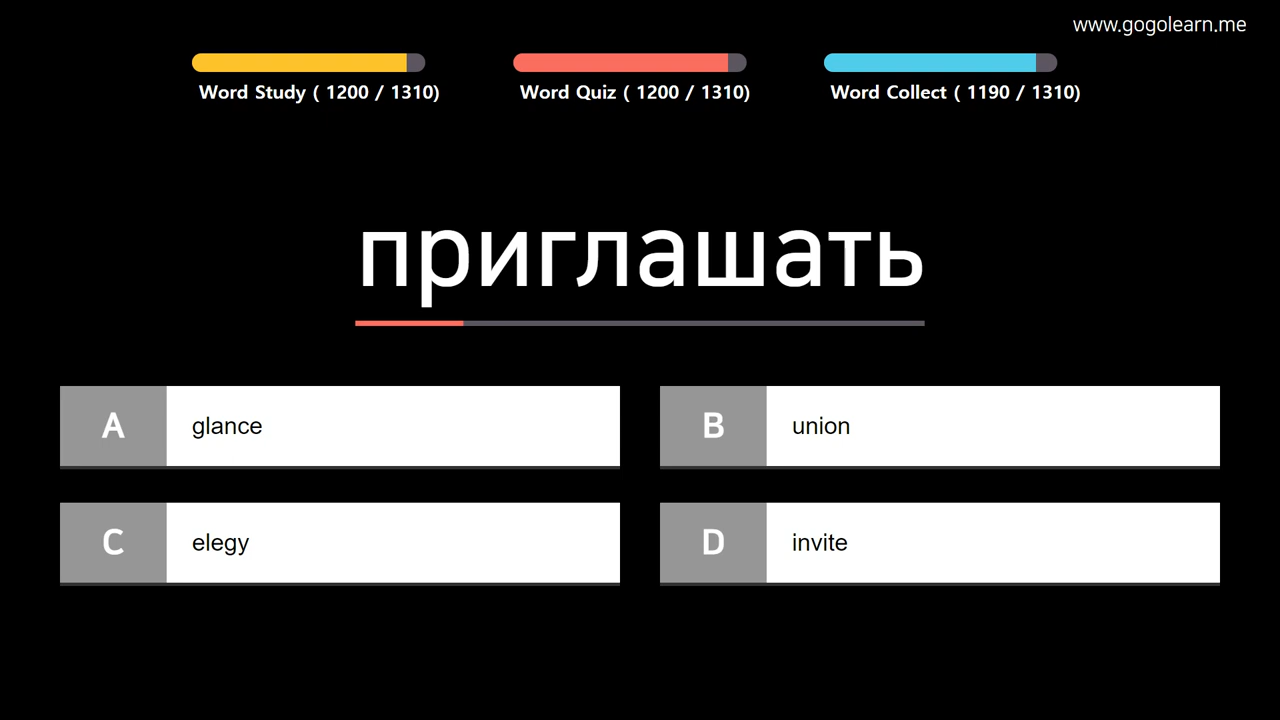 www.gogolearn.me
Word Study ( 1200 / 1310)
Word Quiz ( 1200 / 1310)
Word Collect ( 1190 / 1310)
приглашать
A glance
B union
C elegy
D invite